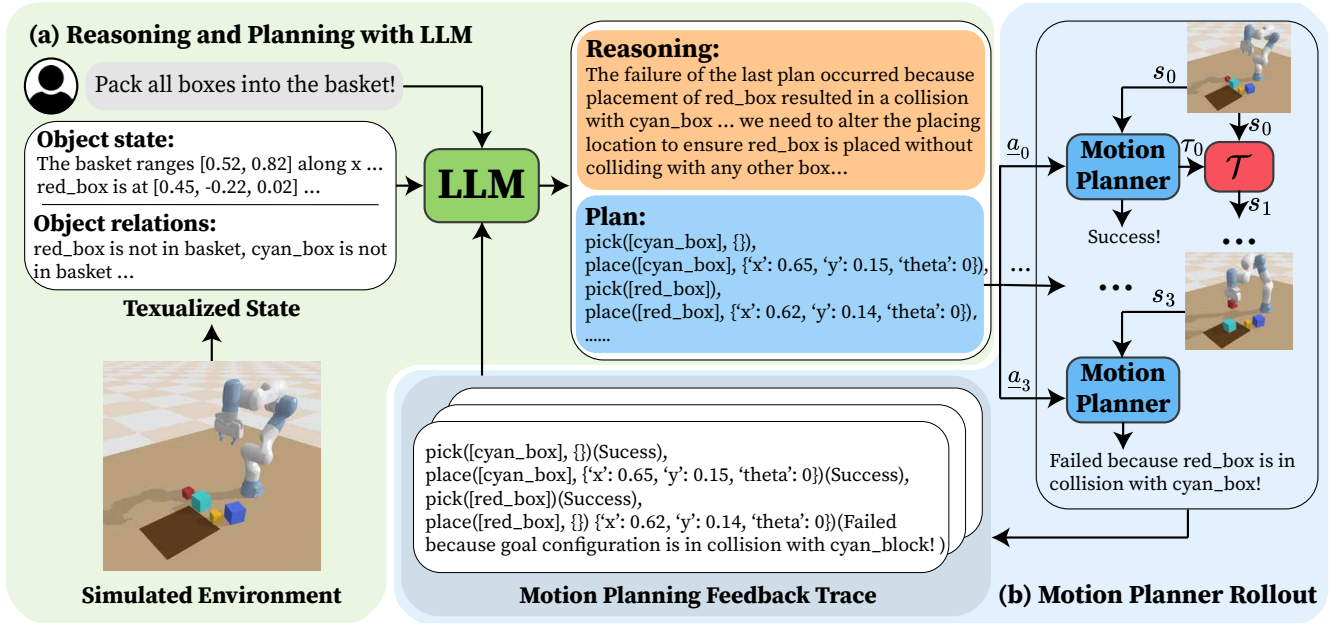 (a) Reasoning and Planning with LLM
Pack all boxes into the basket!
Object state:
The basket ranges [0.52, 0.82] along x ...
red_box is at [0.45, -0.22, 0.02] ...
Object relations:
red_box is not in basket, cyan_box is not
in basket ...
Texualized State
Simulated Environment
LLM
Reasoning:
The failure of the last plan occurred because
placement of red_box resulted in a collision
with cyan_box ... we need to alter the placing
location to ensure red_box is placed without
colliding with any other box...
Plan:
pick([cyan_box], {}),
place([cyan_box], {‘x’: 0.65, ‘y’: 0.15, ‘theta’: 0}),
pick([red_box]),
place([red_box], {‘x’: 0.62, ‘y’: 0.14, ‘theta’: 0}),
......
pick([cyan_box], {})(Sucess),
place([cyan_box], {‘x’: 0.65, ‘y’: 0.15, ‘theta’: 0})(Success),
pick([red_box])(Success),
place([red_box], {}) {‘x’: 0.62, ‘y’: 0.14, ‘theta’: 0})(Failed
because goal configuration is in collision with cyan_block! )
Motion Planning Feedback Trace
s₀
s₀
a₀
Motion
Planner
τ₀
𝒯
s₁
Success!
...
...
...
s₃
a₃
Motion
Planner
Failed because red_box is in
collision with cyan_box!
(b) Motion Planner Rollout